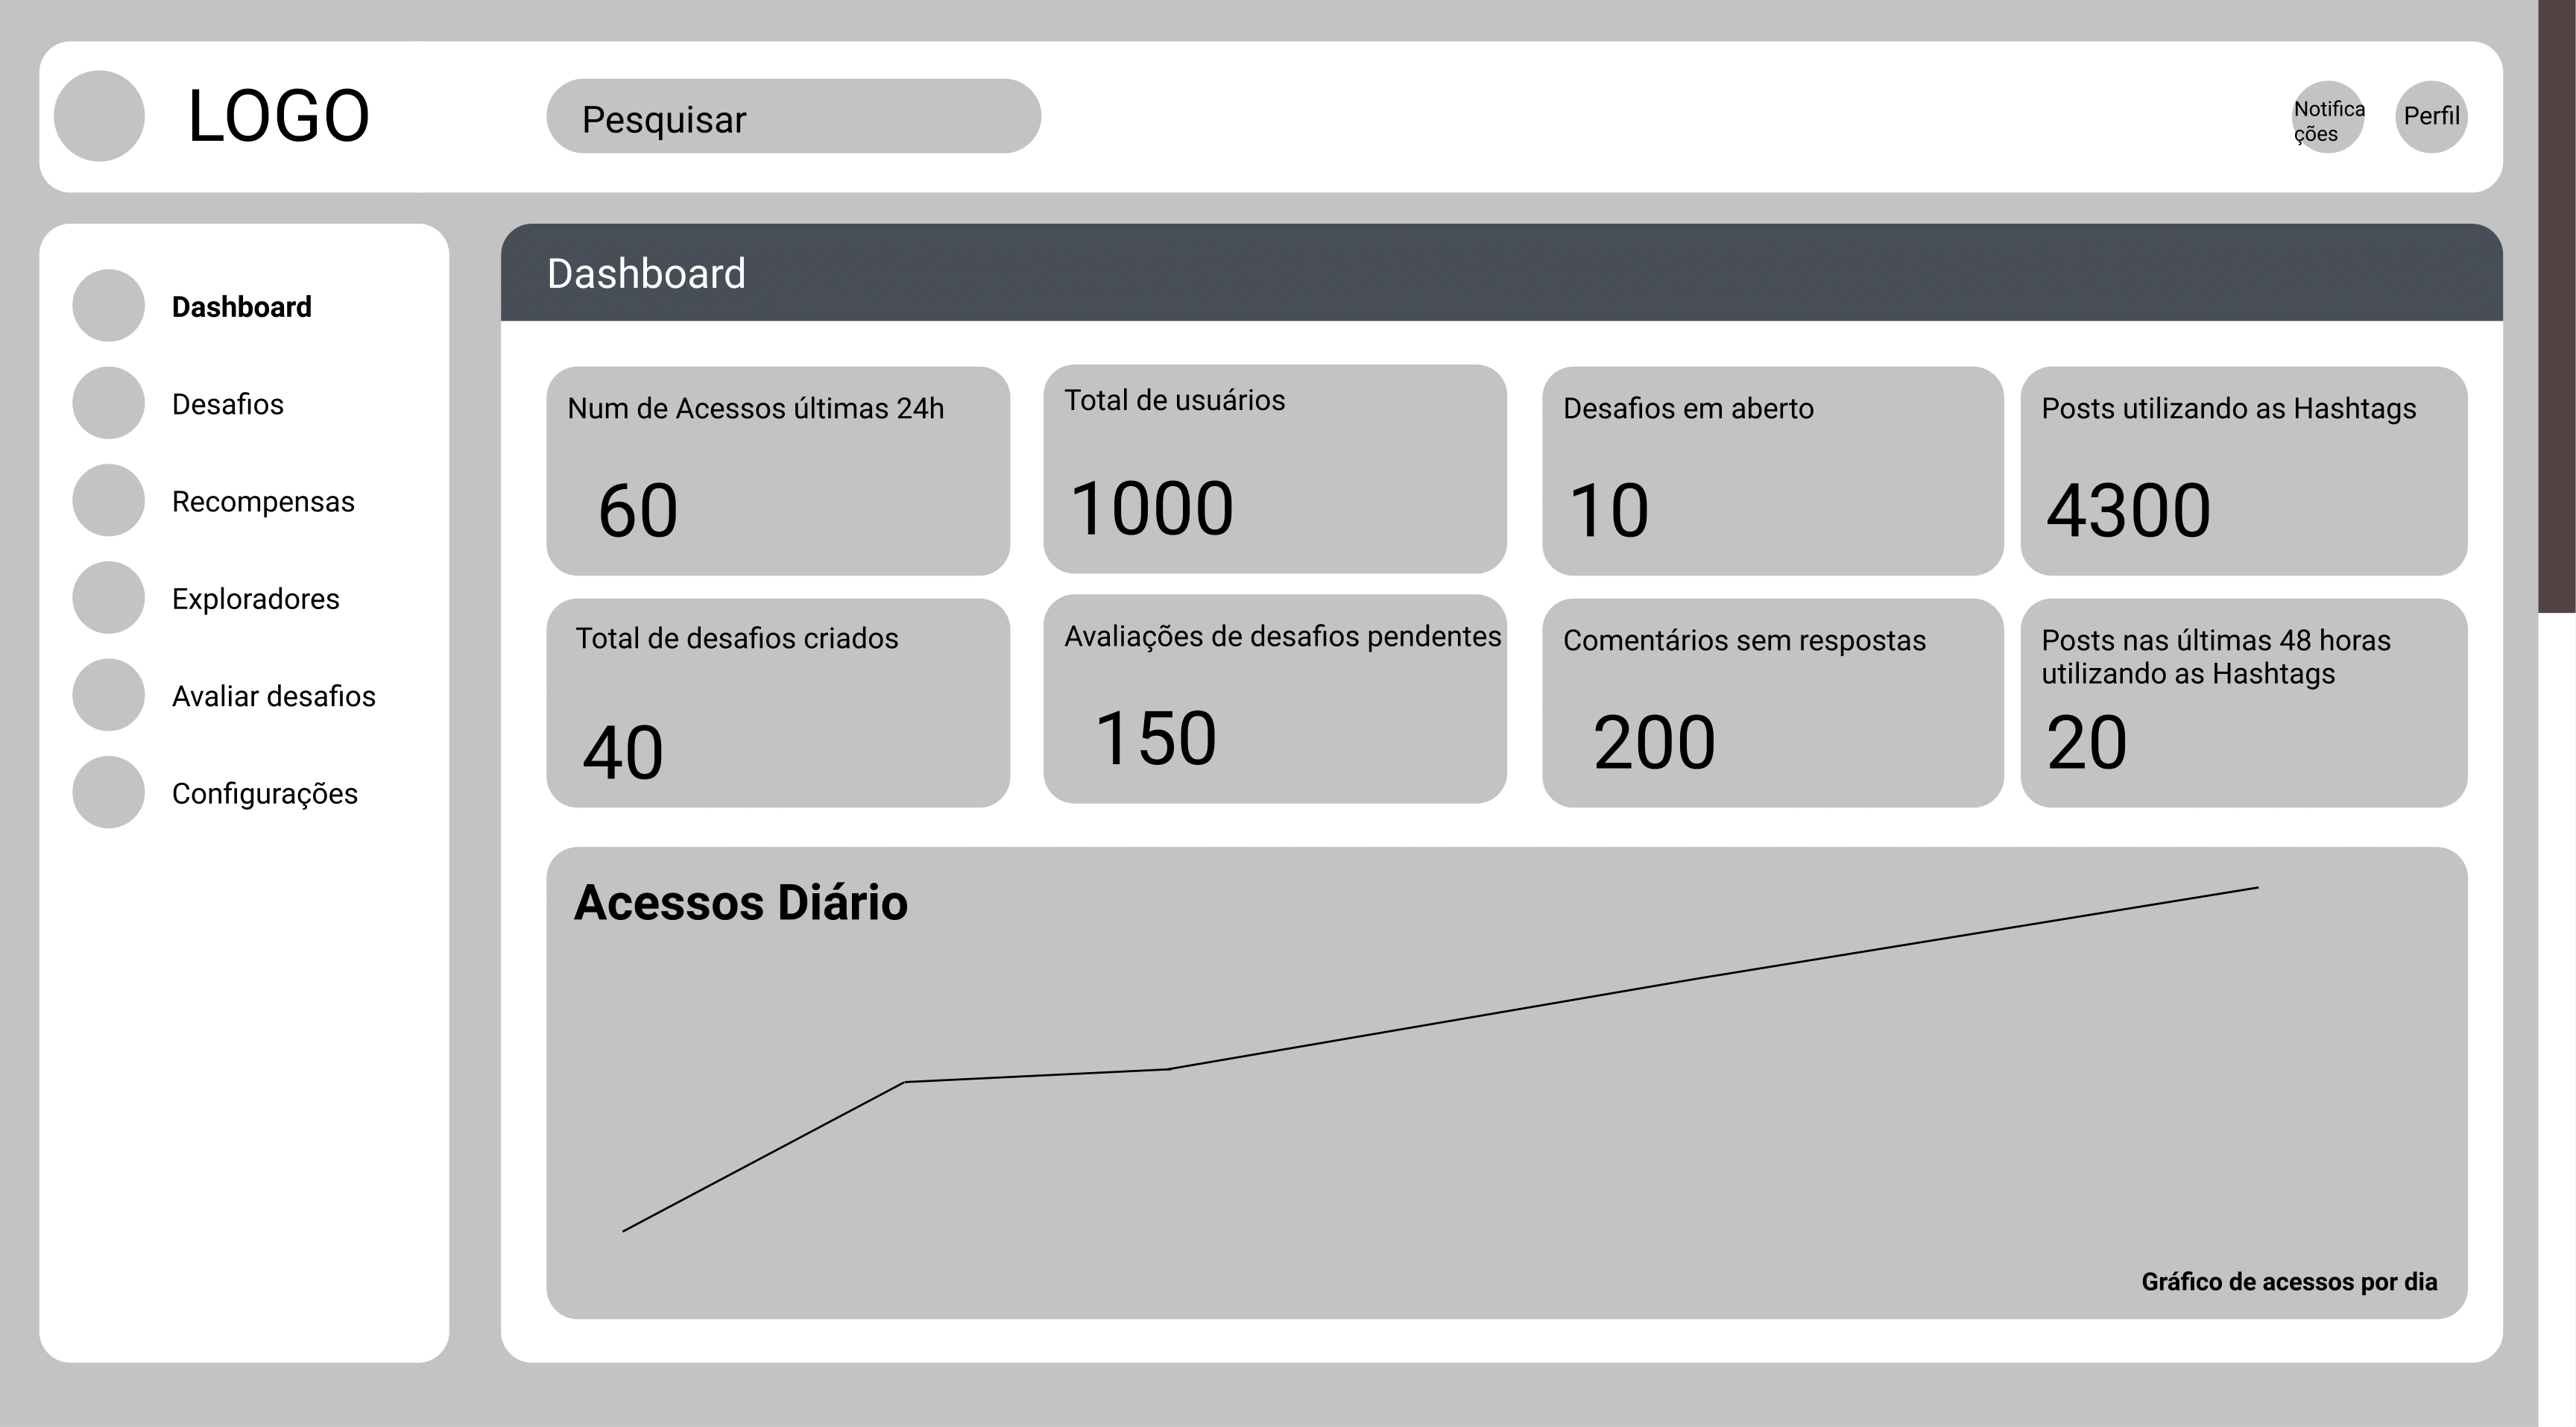 LOGO
Pesquisar
Notifica
ções
Perfil
Dashboard
Desafios
Recompensas
Exploradores
Avaliar desafios
Configurações
Dashboard
Num de Acessos últimas 24h
60
Total de usuários
1000
Desafios em aberto
10
Posts utilizando as Hashtags
4300
Total de desafios criados
40
Avaliações de desafios pendentes
150
Comentários sem respostas
200
Posts nas últimas 48 horas
utilizando as Hashtags
20
Acessos Diário
Gráfico de acessos por dia